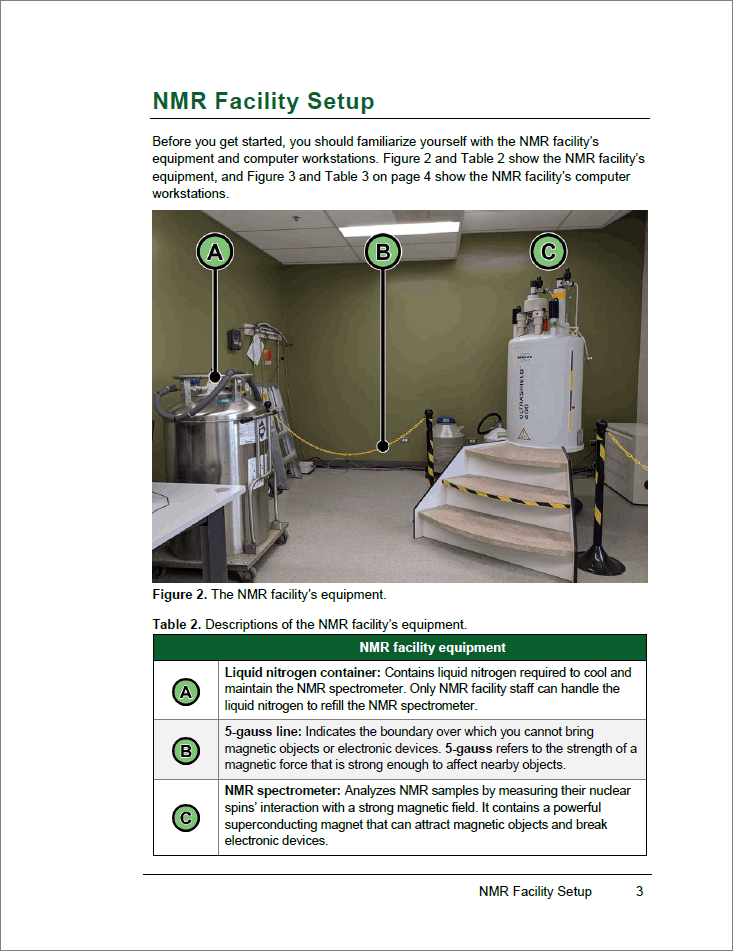 NMR Facility Setup
Before you get started, you should familiarize yourself with the NMR facility’s
equipment and computer workstations. Figure 2 and Table 2 show the NMR facility’s
equipment, and Figure 3 and Table 3 on page 4 show the NMR facility’s computer
workstations.
A
B
C
ULTRASHIELD
400
Figure 2. The NMR facility’s equipment.
Table 2. Descriptions of the NMR facility’s equipment.
NMR facility equipment
A
Liquid nitrogen container: Contains liquid nitrogen required to cool and
maintain the NMR spectrometer. Only NMR facility staff can handle the
liquid nitrogen to refill the NMR spectrometer.
B
5-gauss line: Indicates the boundary over which you cannot bring
magnetic objects or electronic devices. 5-gauss refers to the strength of a
magnetic force that is strong enough to affect nearby objects.
C
NMR spectrometer: Analyzes NMR samples by measuring their nuclear
spins’ interaction with a strong magnetic field. It contains a powerful
superconducting magnet that can attract magnetic objects and break
electronic devices.
NMR Facility Setup 3